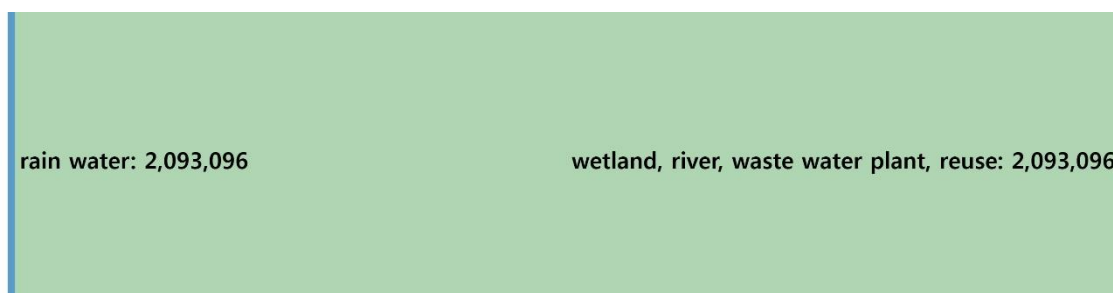 rain water: 2,093,096
wetland, river, waste water plant, reuse: 2,093,096